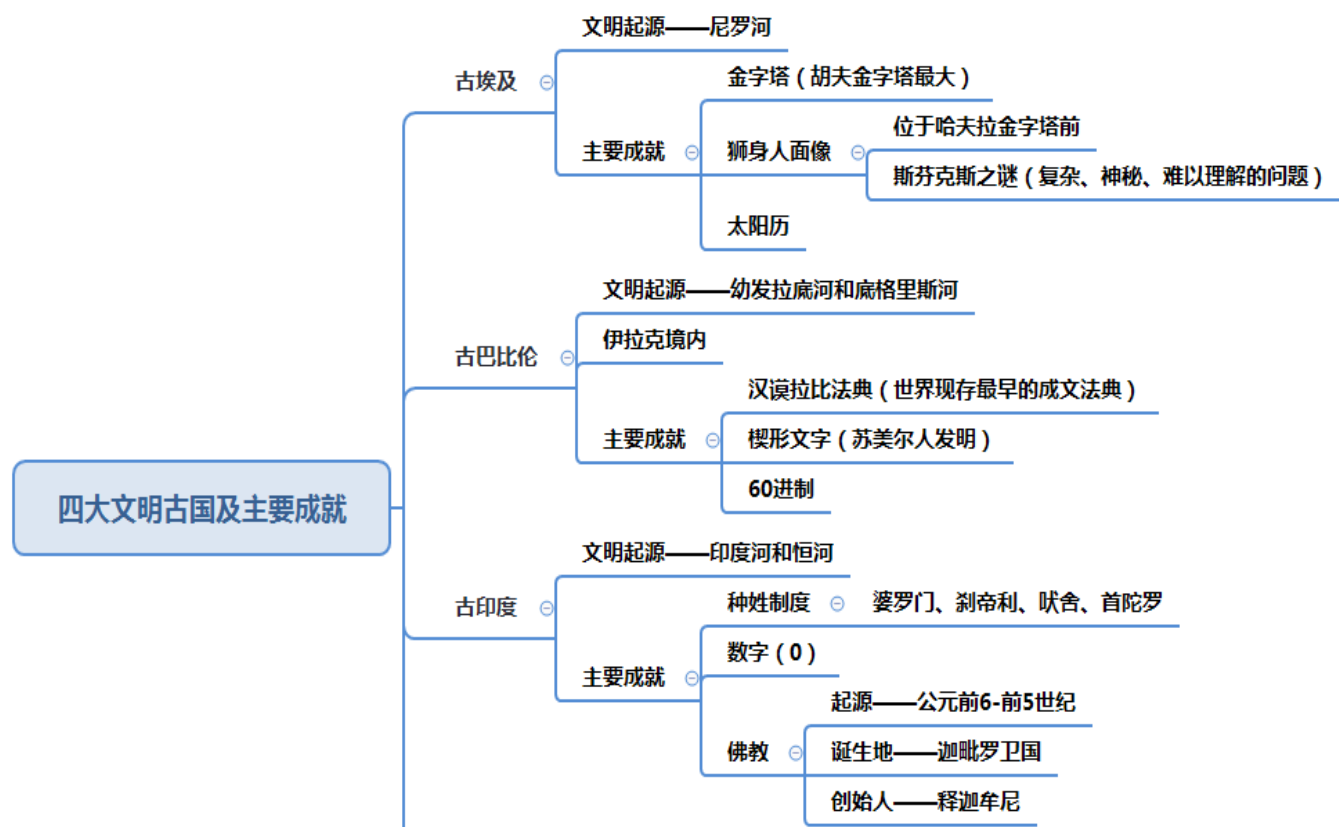 四大文明古国及主要成就
古埃及
文明起源——尼罗河
主要成就
金字塔（胡夫金字塔最大）
狮身人面像
位于哈夫拉金字塔前
斯芬克斯之谜（复杂、神秘、难以理解的问题）
太阳历
古巴比伦
文明起源——幼发拉底河和底格里斯河
伊拉克境内
主要成就
汉谟拉比法典（世界现存最早的成文法典）
楔形文字（苏美尔人发明）
60进制
古印度
文明起源——印度河和恒河
主要成就
种姓制度
婆罗门、刹帝利、吠舍、首陀罗
数字（0）
佛教
起源——公元前6-前5世纪
诞生地——迦毗罗卫国
创始人——释迦牟尼